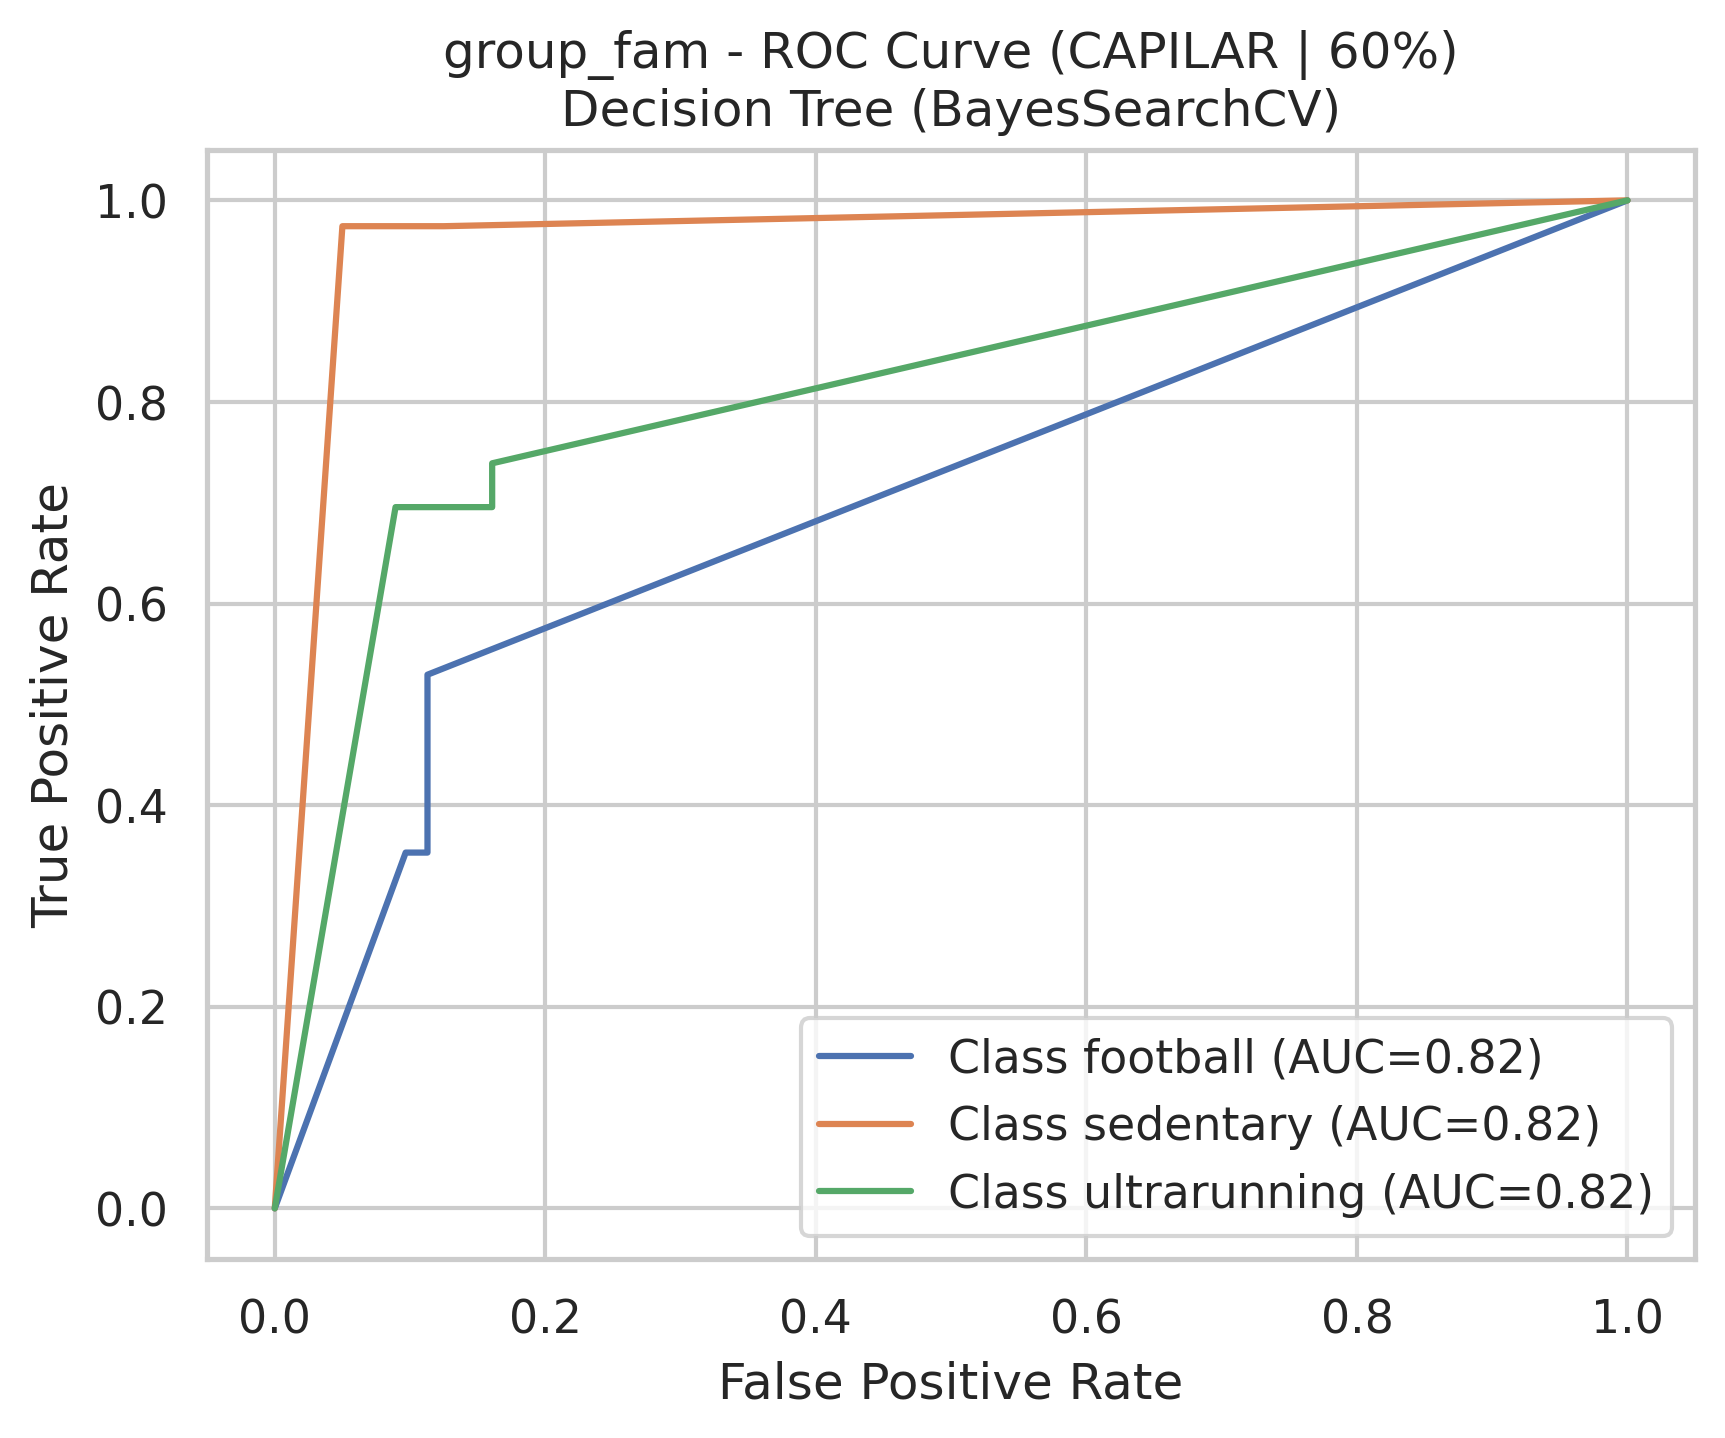 group_fam - ROC Curve (CAPILAR | 60%)
Decision Tree (BayesSearchCV)
True Positive Rate
1.0
0.8
0.6
0.4
0.2
0.0
Class football (AUC=0.82)
Class sedentary (AUC=0.82)
Class ultrarunning (AUC=0.82)
0.0 0.2 0.4 0.6 0.8 1.0
False Positive Rate